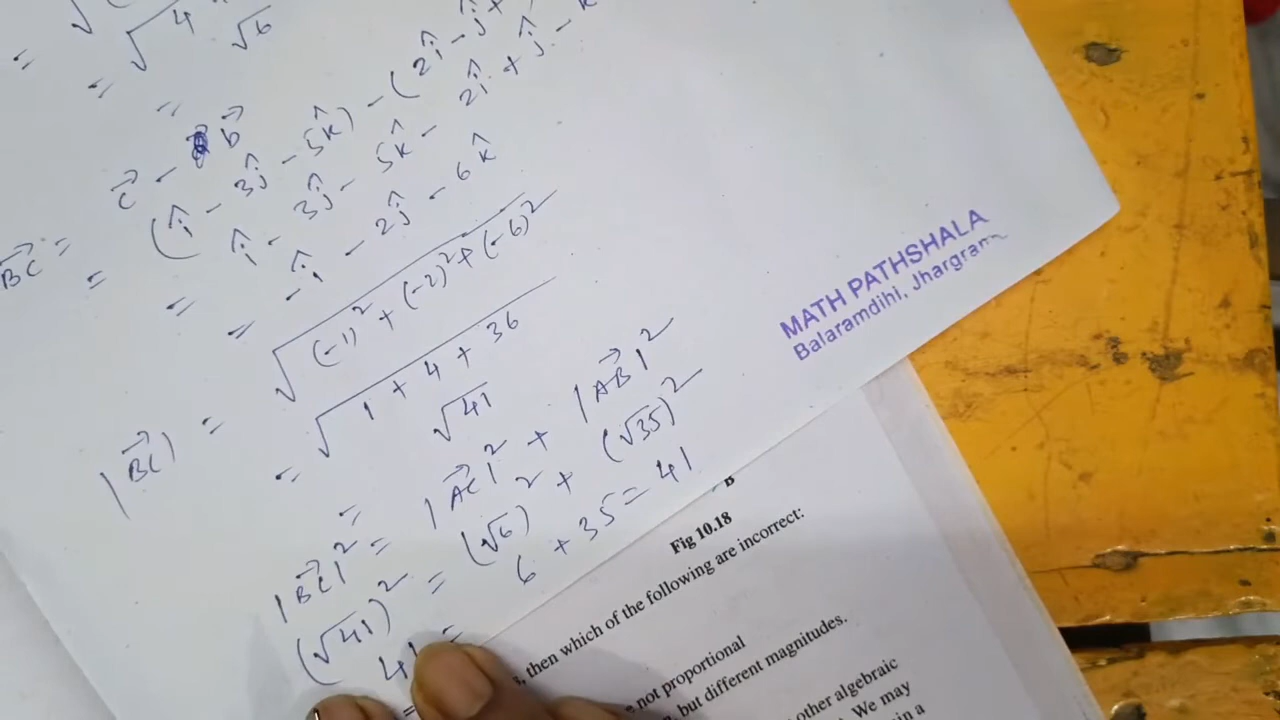 √4
= = = √6
BC⃗ = c⃗ - b⃗
(î - 3ĵ - 5k̂) - (2î - ĵ +
= î - 3ĵ - 5k̂ - 2î + ĵ - k
= -î - 2ĵ - 6k̂
|BC⃗| = √(-1)² + (-2)² + (-6)²
= √1 + 4 + 36
= √41
|BC⃗|² = |AC⃗|² + |AB⃗|²
(√41)² = (√6)² + (√35)²
41 = 6 + 35 = 41
MATH PATHSHALA
Balaramdihi, Jhargram
B
Fig 10.18
, then which of the following are incorrect:
not proportional
, but different magnitudes.
other algebraic
. We may
in a